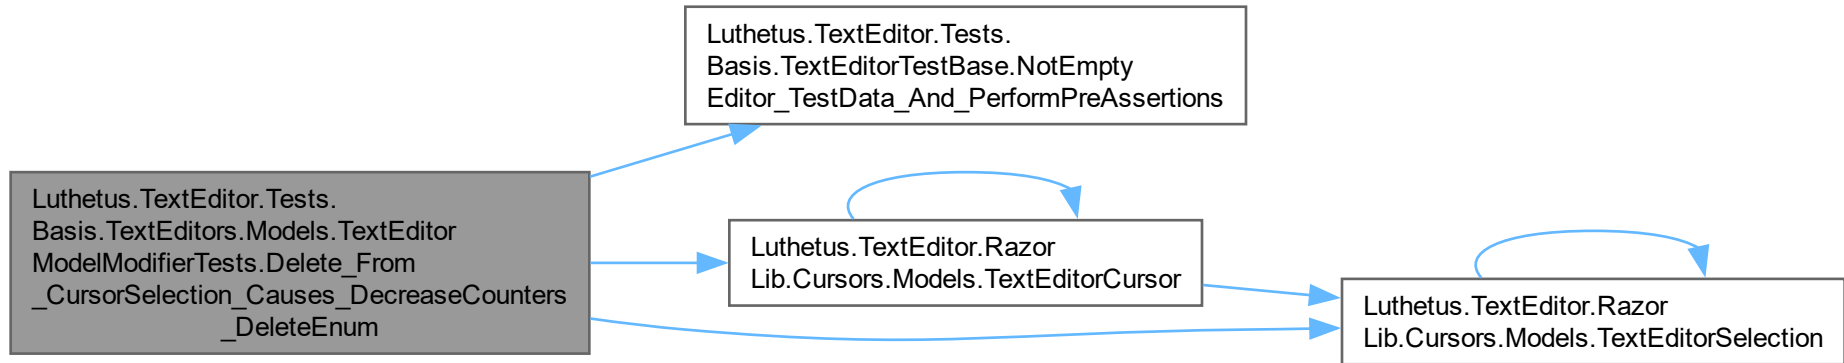 Luthetus.TextEditor.Tests.
Basis.TextEditorTestBase.NotEmpty
Editor_TestData_And_PerformPreAssertions
Luthetus.TextEditor.Tests.
Basis.TextEditors.Models.TextEditor
ModelModifierTests.Delete_From
_CursorSelection_Causes_DecreaseCounters
_DeleteEnum
Luthetus.TextEditor.Razor
Lib.Cursors.Models.TextEditorCursor
Luthetus.TextEditor.Razor
Lib.Cursors.Models.TextEditorSelection